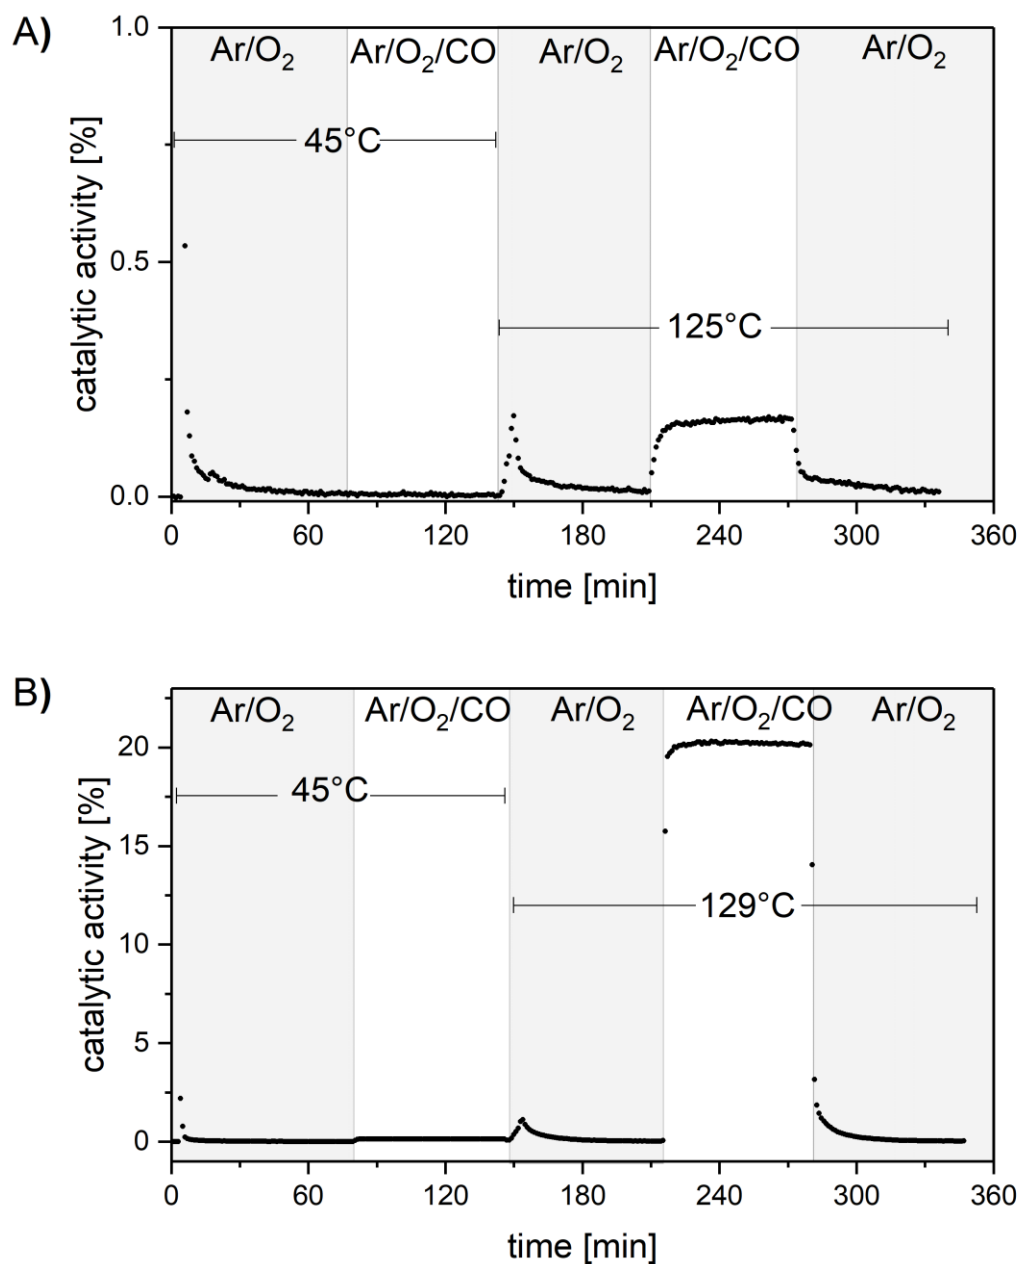 A)
Ar/O₂ Ar/O₂/CO Ar/O₂ Ar/O₂/CO Ar/O₂
45°C
125°C
catalytic activity [%]
1.0
0.5
0.0
0 60 120 180 240 300 360
time [min]
B)
Ar/O₂ Ar/O₂/CO Ar/O₂ Ar/O₂/CO Ar/O₂
45°C
129°C
catalytic activity [%]
20
15
10
5
0
0 60 120 180 240 300 360
time [min]